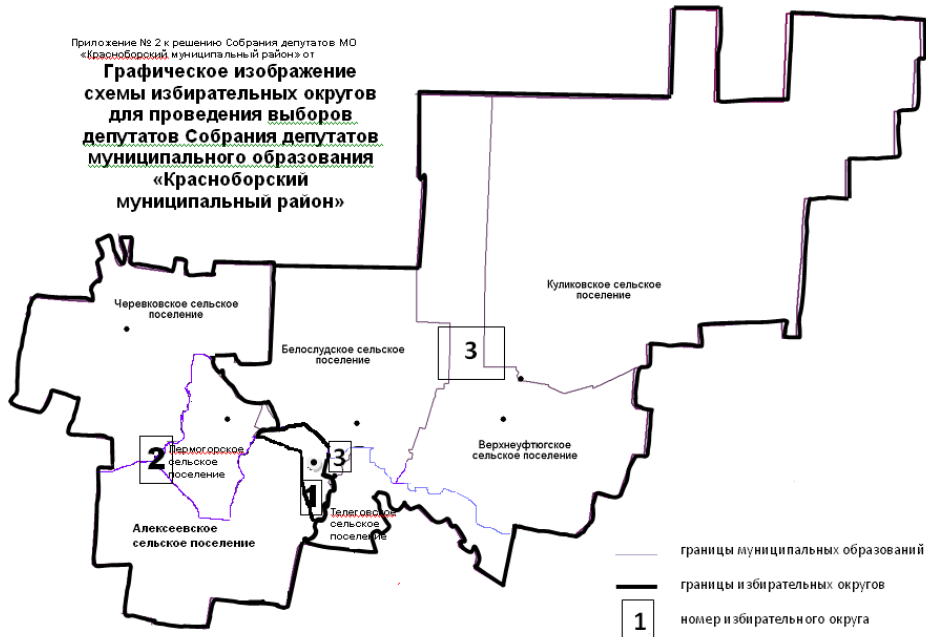 Приложение № 2 к решению Собрания депутатов МО
«Красноборский муниципальный район» от
Графическое изображение
схемы избирательных округов
для проведения выборов
депутатов Собрания депутатов
муниципального образования
«Красноборский
муниципальный район»
Черевковское сельское
поселение
Куликовское сельское
поселение
Белослудское сельское
поселение
3
Верхнеуфтюгское
сельское поселение
2
Пермогорское
сельское
поселение
3
1
Телеговское
сельское
поселение
Алексеевское
сельское поселение
границы муниципальных образований
границы избирательных округов
1
номер избирательного округа